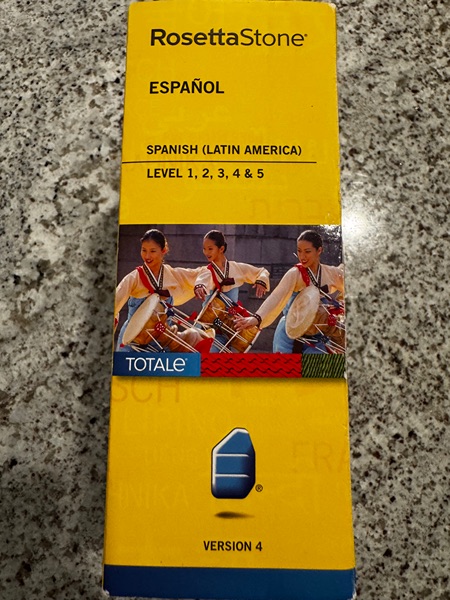 RosettaStone®
ESPAÑOL
SPANISH (LATIN AMERICA)
LEVEL 1, 2, 3, 4 & 5
TOTALe®
®
VERSION 4